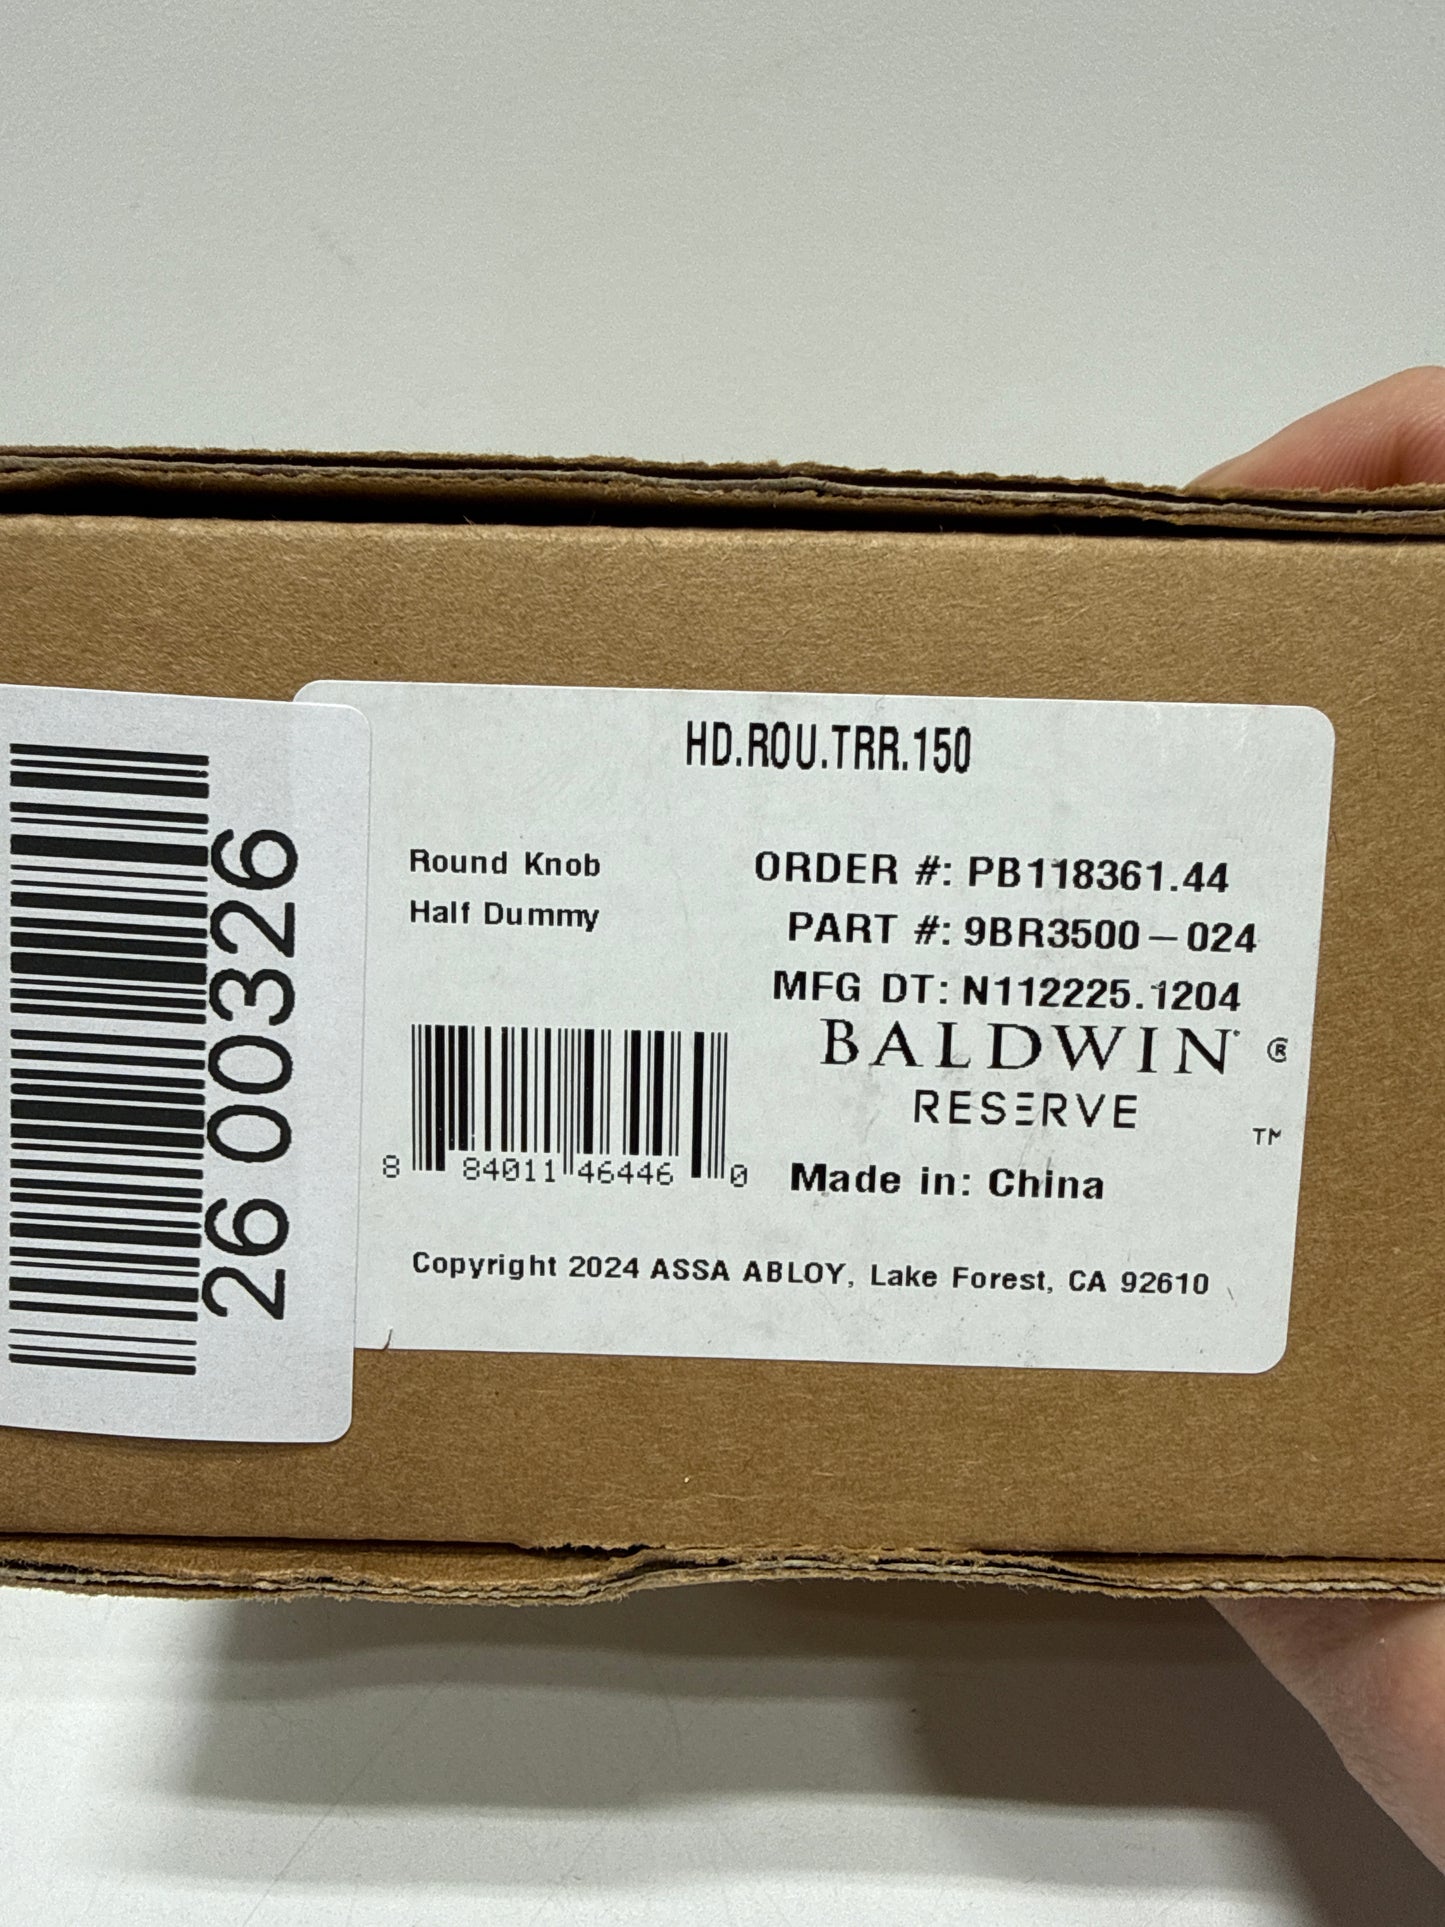 26 00326
HD.ROU.TRR.150
Round Knob
Half Dummy
ORDER #: PB118361.44
PART #: 9BR3500-024
MFG DT: N112225.1204
BALDWIN ®
RESERVE ™
8 84011 46446 0
Made in: China
Copyright 2024 ASSA ABLOY, Lake Forest, CA 92610